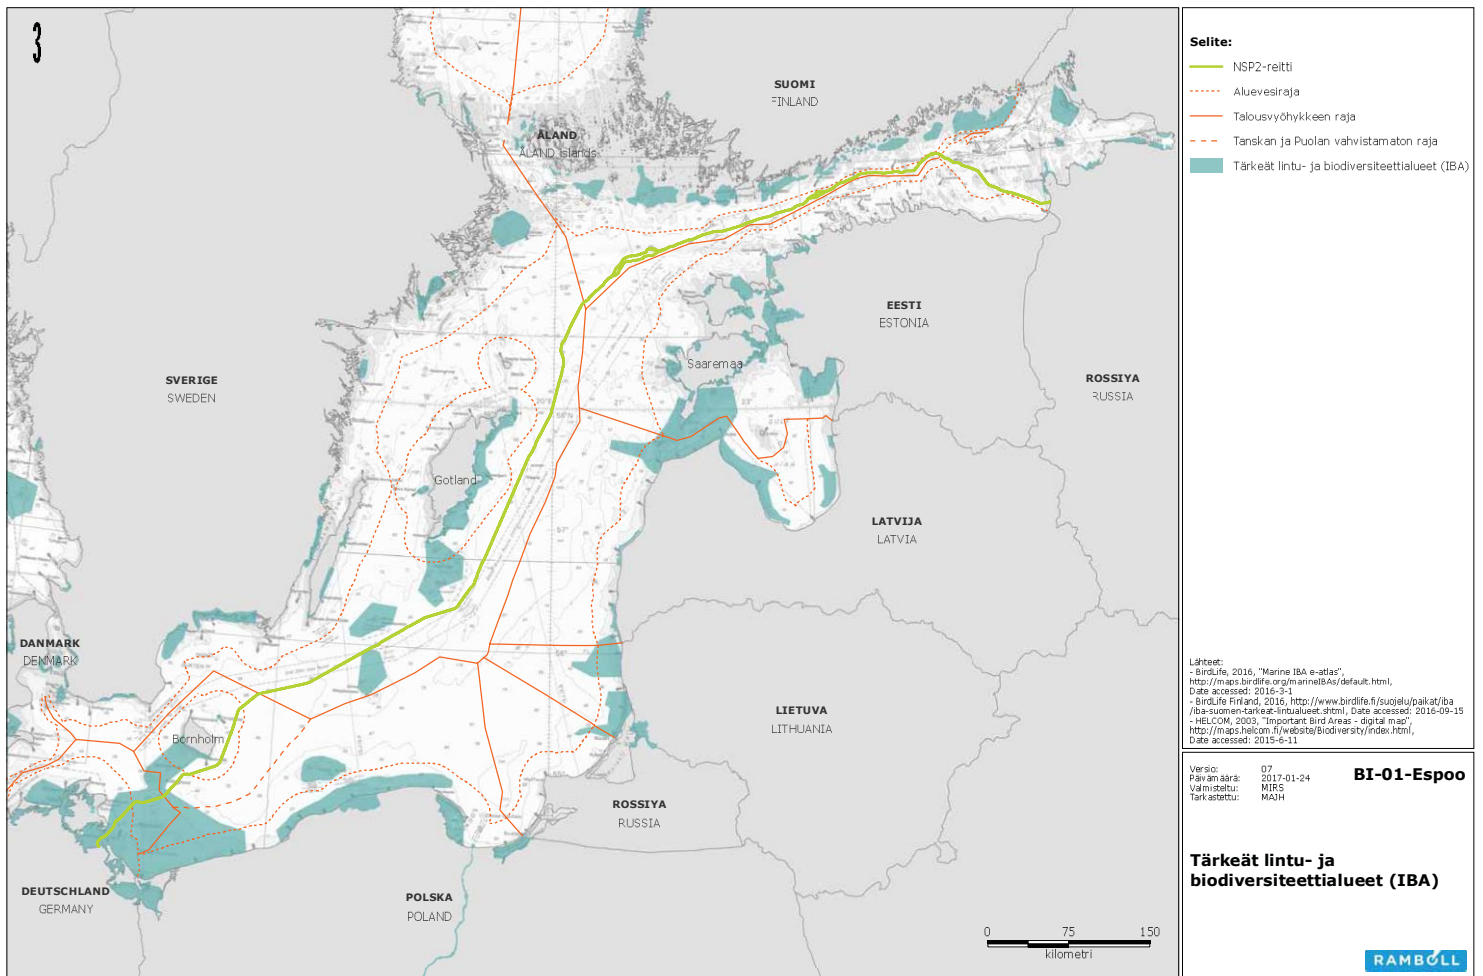 3
SUOMI
FINLAND
ÅLAND
ÅLAND islands
EESTI
ESTONIA
Saaremaa
ROSSIYA
RUSSIA
SVERIGE
SWEDEN
Gotland
LATVIJA
LATVIA
DANMARK
DENMARK
LIETUVA
LITHUANIA
Bornholm
ROSSIYA
RUSSIA
DEUTSCHLAND
GERMANY
POLSKA
POLAND
0 75 150
kilometri
Selite:
NSP2-reitti
Aluevesiraja
Talousvyöhykkeen raja
Tanskan ja Puolan vahvistamaton raja
Tärkeät lintu- ja biodiversiteettialueet (IBA)
Lähteet:
- BirdLife, 2016, "Marine IBA e-atlas",
http://maps.birdlife.org/marineIBAs/default.html,
Date accessed: 2016-3-1
- BirdLife Finland, 2016, http://www.birdlife.fi/suojelu/paikat/iba
/iba-suomen-tarkeat-lintualueet.shtml, Date accessed: 2016-09-15
- HELCOM, 2003, "Important Bird Areas - digital map",
http://maps.helcom.fi/website/Biodiversity/index.html,
Date accessed: 2015-6-11
Versio: 07
Päivämäärä: 2017-01-24
Valmisteltu: MIRS
Tarkastettu: MAJH
BI-01-Espoo
Tärkeät lintu- ja
biodiversiteettialueet (IBA)
RAMBOLL